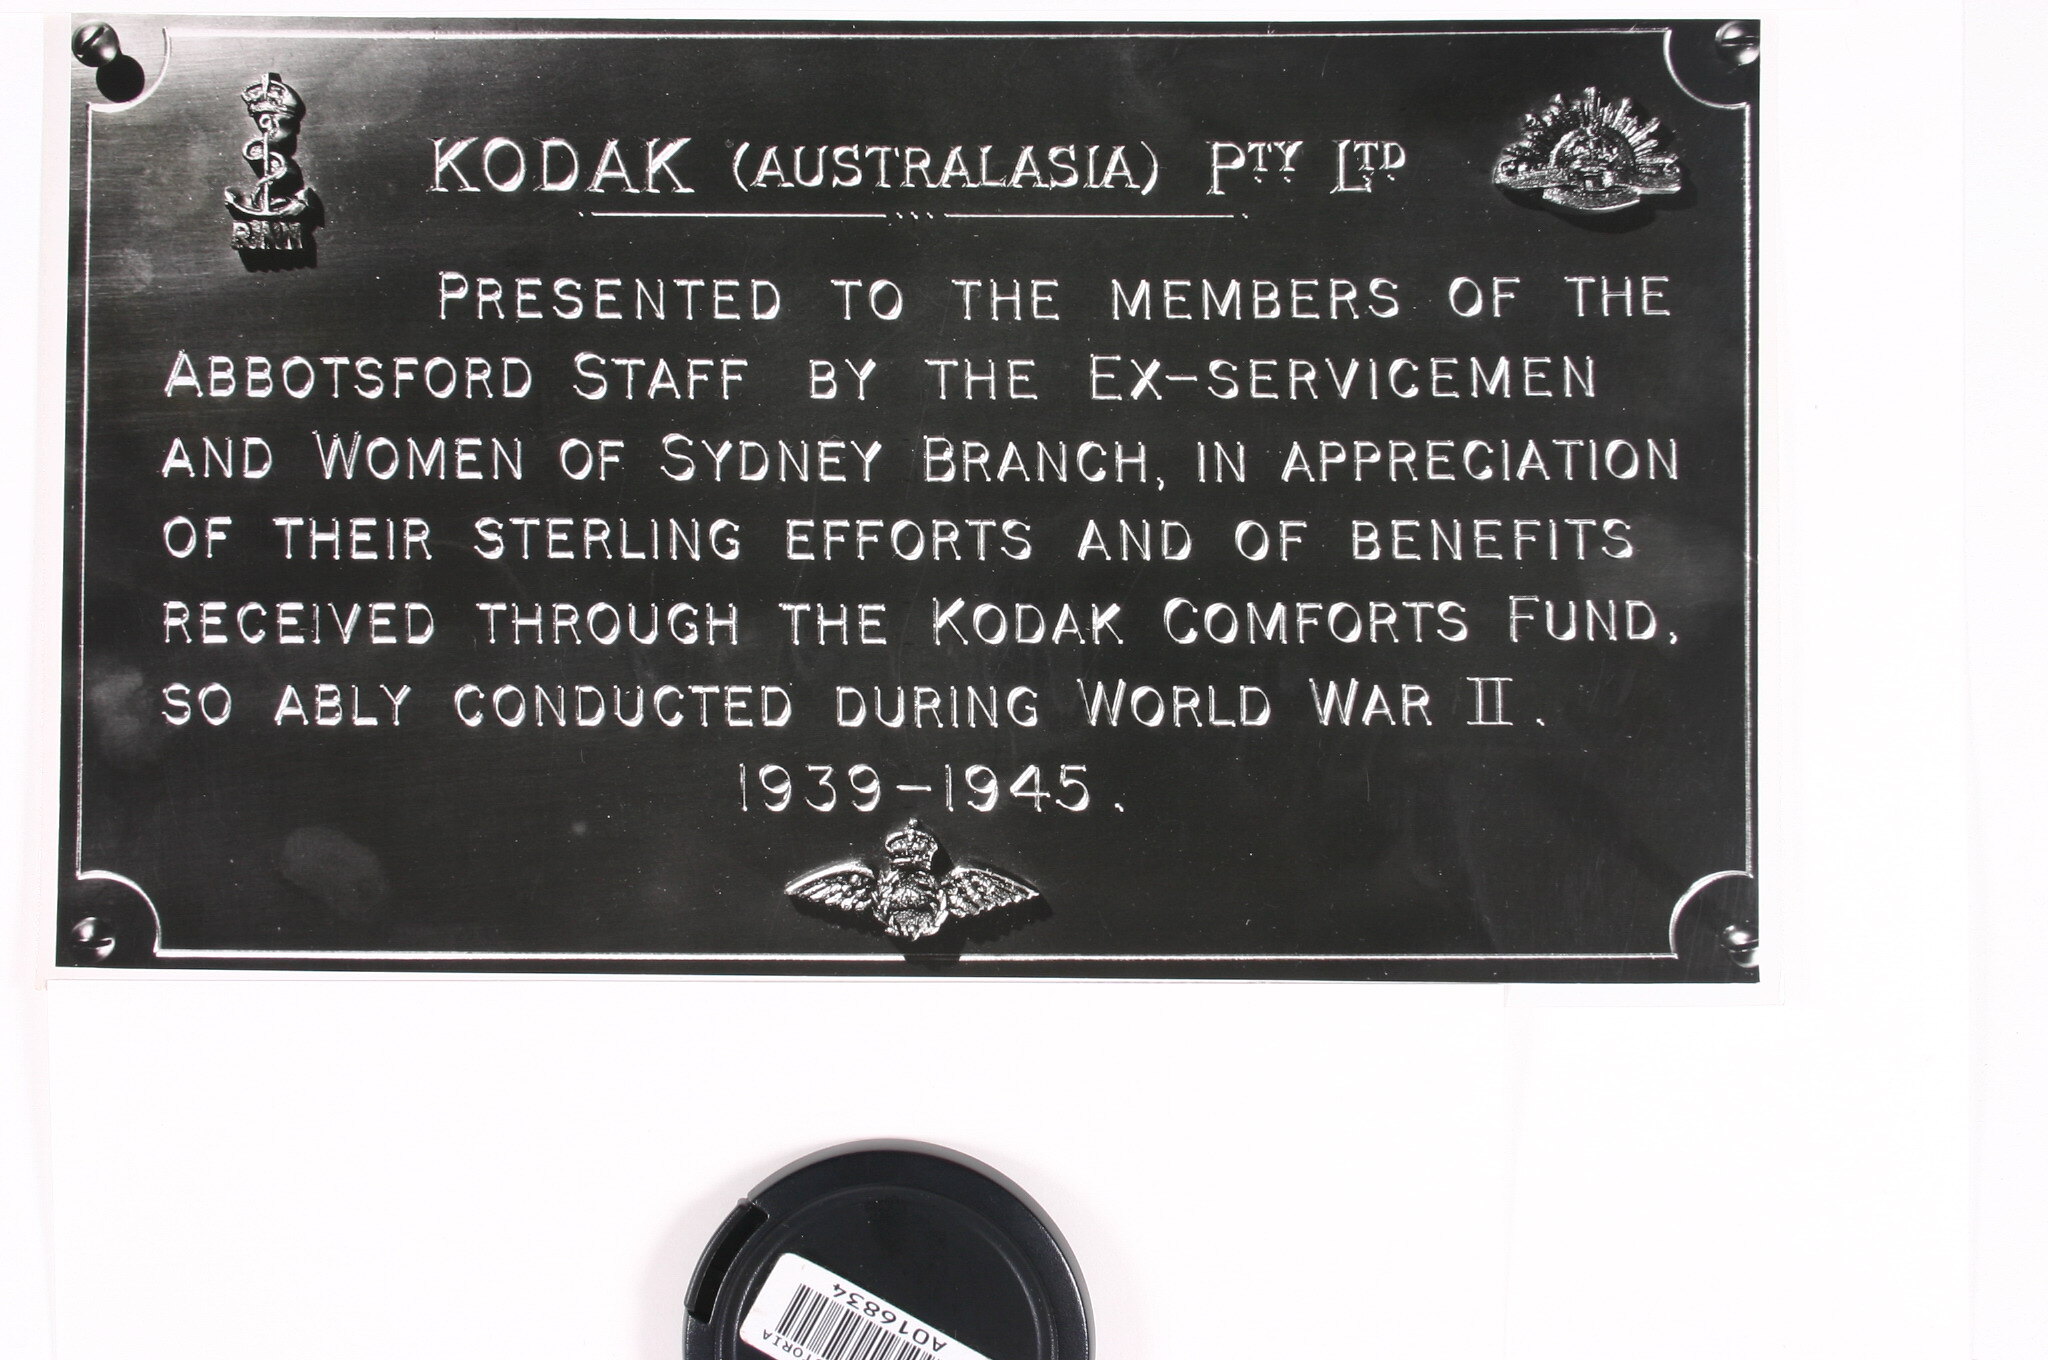 KODAK (AUSTRALASIA) PTY LTD
PRESENTED TO THE MEMBERS OF THE
ABBOTSFORD STAFF BY THE EX-SERVICEMEN
AND WOMEN OF SYDNEY BRANCH, IN APPRECIATION
OF THEIR STERLING EFFORTS AND OF BENEFITS
RECEIVED THROUGH THE KODAK COMFORTS FUND,
SO ABLY CONDUCTED DURING WORLD WAR II.
1939-1945.
A016834